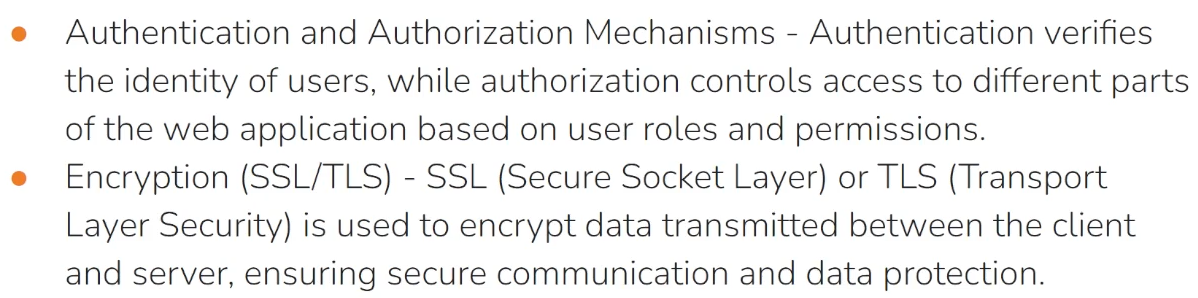 • Authentication and Authorization Mechanisms - Authentication verifies
the identity of users, while authorization controls access to different parts
of the web application based on user roles and permissions.
• Encryption (SSL/TLS) - SSL (Secure Socket Layer) or TLS (Transport
Layer Security) is used to encrypt data transmitted between the client
and server, ensuring secure communication and data protection.